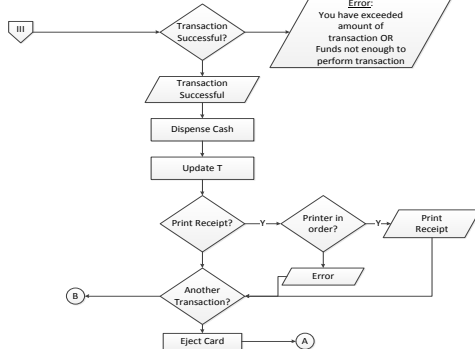 Error:
You have exceeded
amount of
transaction OR
Funds not enough to
perform transaction
III
Transaction
Successful?
Transaction
Successful
Dispense Cash
Update T
Print Receipt?
Y
Printer in
order?
Y
Print
Receipt
Error
Another
Transaction?
B
Eject Card
A